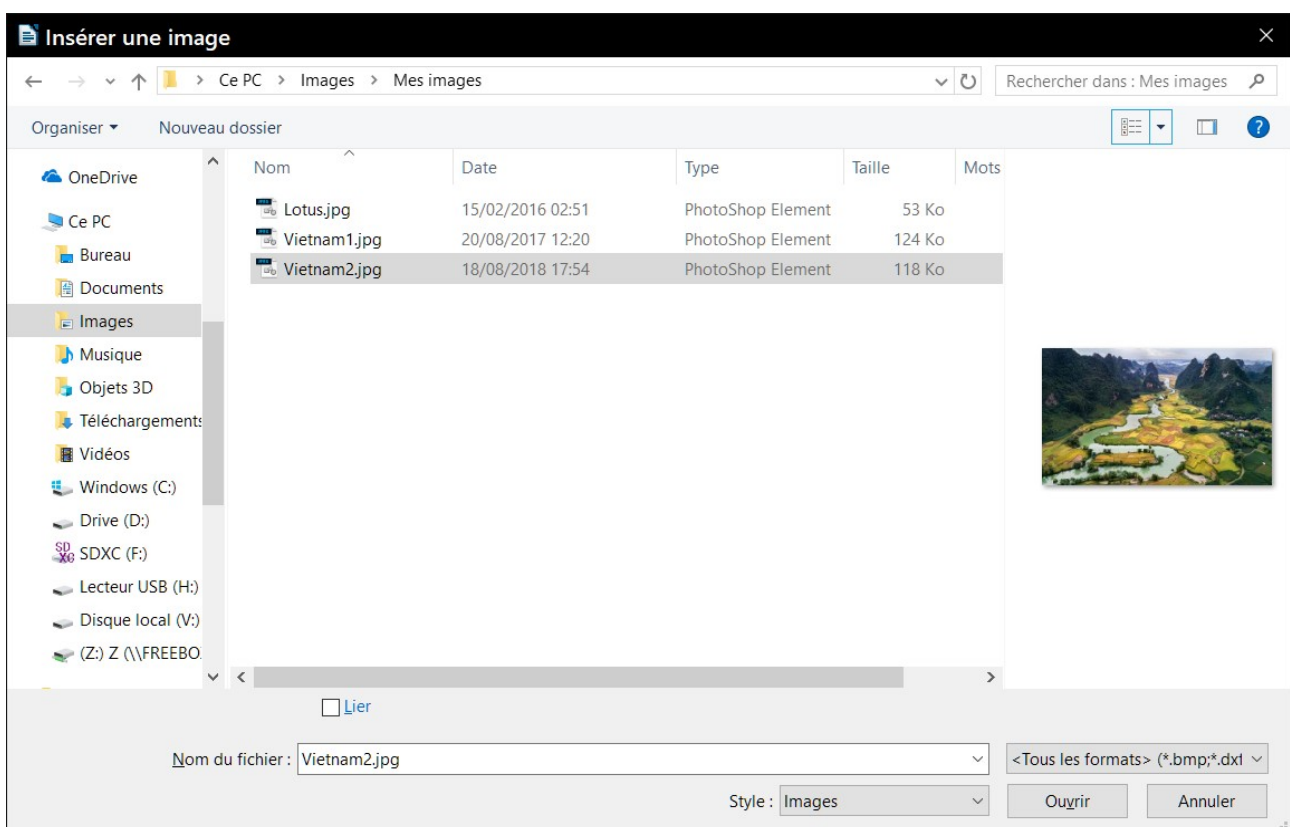 Insérer une image
Ce PC > Images > Mes images
Rechercher dans : Mes images
Organiser
Nouveau dossier
Nom Date Type Taille Mots
OneDrive
Ce PC
Bureau
Documents
Images
Musique
Objets 3D
Téléchargements
Vidéos
Windows (C:)
Drive (D:)
SDXC (F:)
Lecteur USB (H:)
Disque local (V:)
(Z:) Z (\\FREEBO
Lotus.jpg 15/02/2016 02:51 PhotoShop Element 53 Ko
Vietnam1.jpg 20/08/2017 12:20 PhotoShop Element 124 Ko
Vietnam2.jpg 18/08/2018 17:54 PhotoShop Element 118 Ko
Lier
Nom du fichier : Vietnam2.jpg
<Tous les formats> (*.bmp;*.dxf
Style : Images
Ouvrir
Annuler